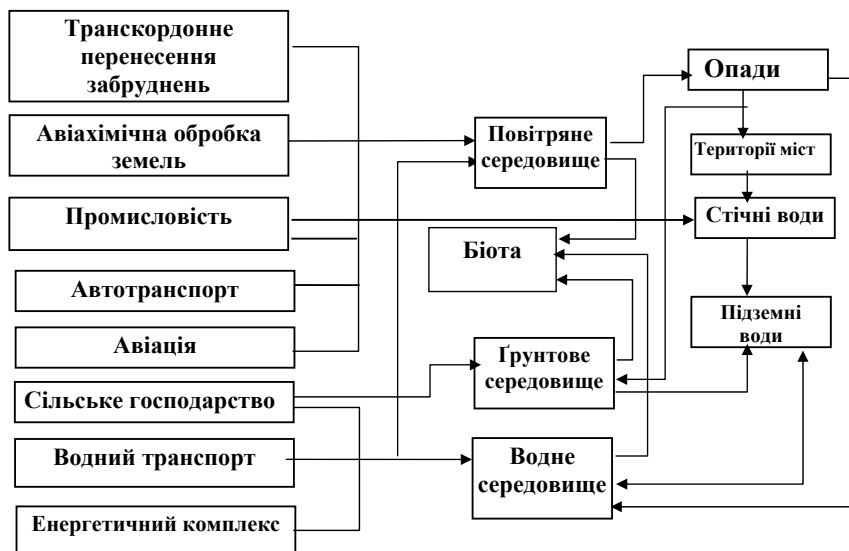 Транскордонне
перенесення
забруднень
Авіахімічна обробка
земель
Промисловість
Автотранспорт
Авіація
Сільське господарство
Водний транспорт
Енергетичний комплекс
Повітряне
середовище
Біота
Ґрунтове
середовище
Водне
середовище
Опади
Території міст
Стічні води
Підземні
води